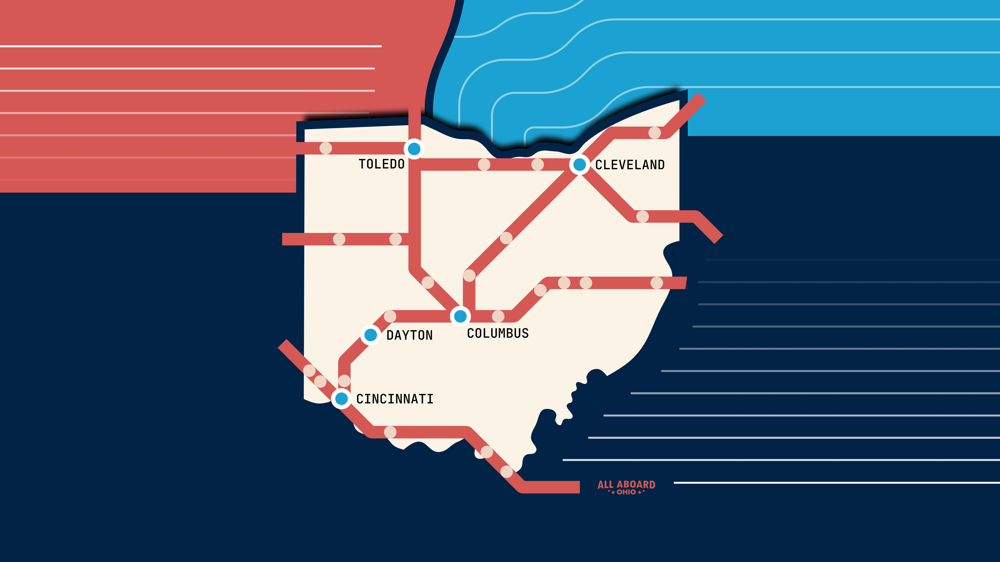 TOLEDO
CLEVELAND
DAYTON
COLUMBUS
CINCINNATI
ALL ABOARD
OHIO